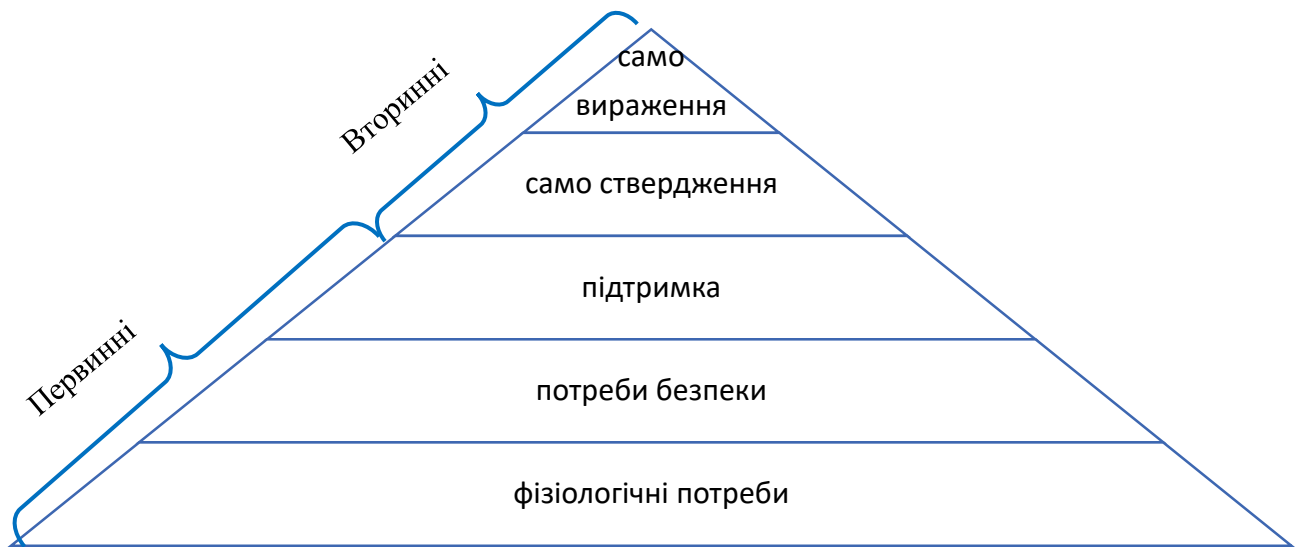 само
вираження
Вторинні
само ствердження
підтримка
Первинні
потреби безпеки
фізіологічні потреби